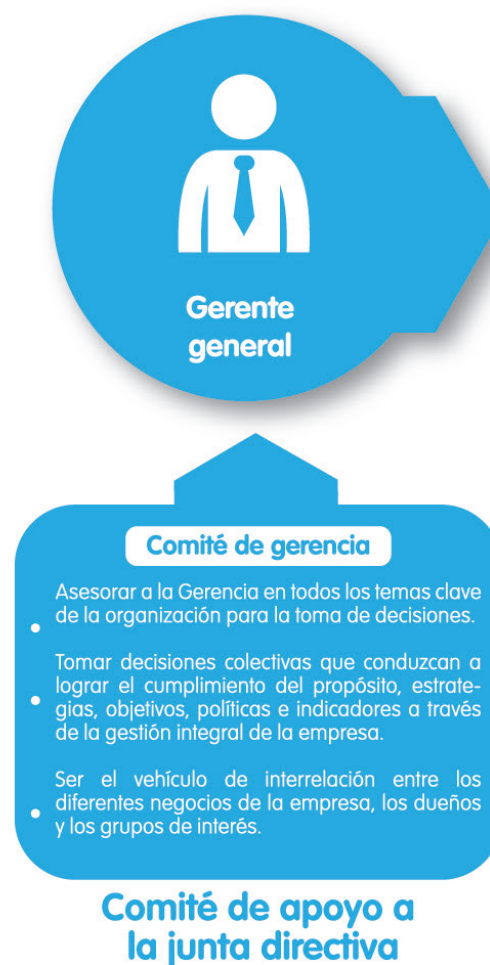 Gerente
general
Comité de gerencia
Asesorar a la Gerencia en todos los temas clave
de la organización para la toma de decisiones.
Tomar decisiones colectivas que conduzcan a
lograr el cumplimiento del propósito, estrate-
gias, objetivos, políticas e indicadores a través
de la gestión integral de la empresa.
Ser el vehículo de interrelación entre los
diferentes negocios de la empresa, los dueños
y los grupos de interés.
Comité de apoyo a
la junta directiva